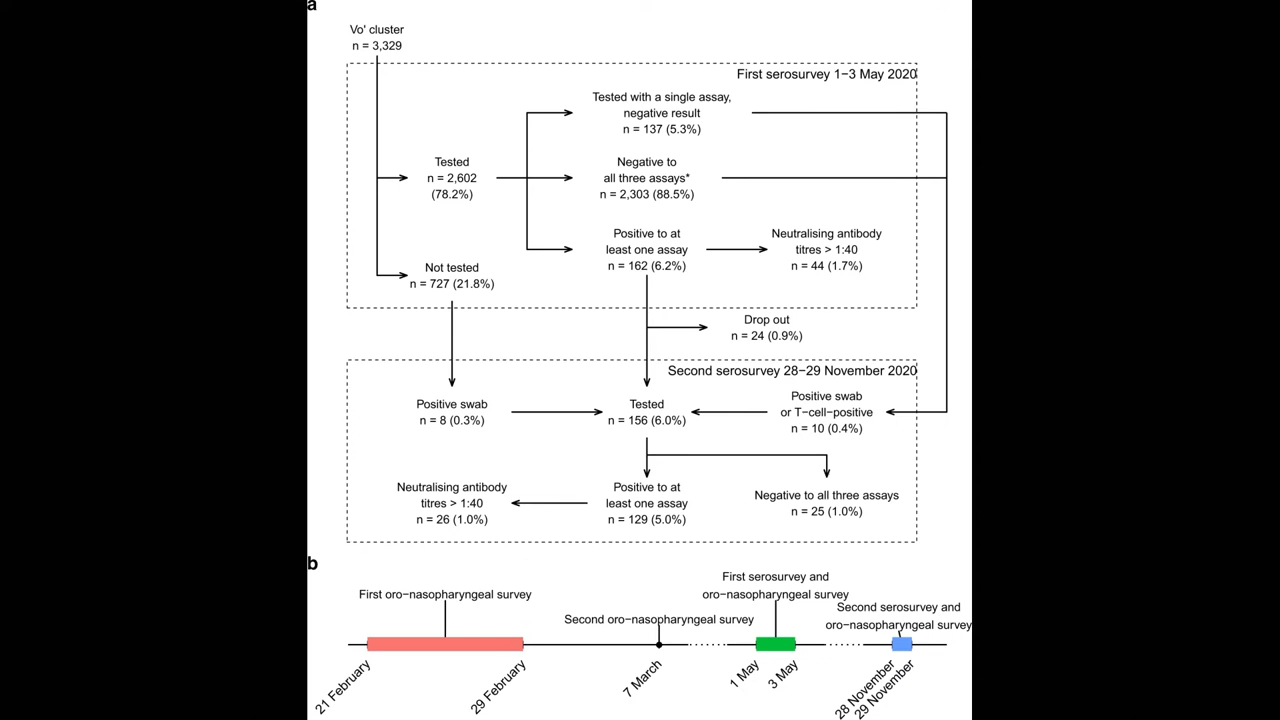 a
Vo' cluster
n = 3,329
First serosurvey 1−3 May 2020
Tested with a single assay,
negative result
n = 137 (5.3%)
Tested
n = 2,602
(78.2%)
Negative to
all three assays*
n = 2,303 (88.5%)
Positive to at
least one assay
n = 162 (6.2%)
Neutralising antibody
titres > 1:40
n = 44 (1.7%)
Not tested
n = 727 (21.8%)
Drop out
n = 24 (0.9%)
Second serosurvey 28−29 November 2020
Positive swab
n = 8 (0.3%)
Tested
n = 156 (6.0%)
Positive swab
or T−cell−positive
n = 10 (0.4%)
Neutralising antibody
titres > 1:40
n = 26 (1.0%)
Positive to at
least one assay
n = 129 (5.0%)
Negative to all three assays
n = 25 (1.0%)
b
First oro−nasopharyngeal survey
Second oro−nasopharyngeal survey
First serosurvey and
oro−nasopharyngeal survey
Second serosurvey and
oro−nasopharyngeal survey
21 February
29 February
7 March
1 May
3 May
28 November
29 November